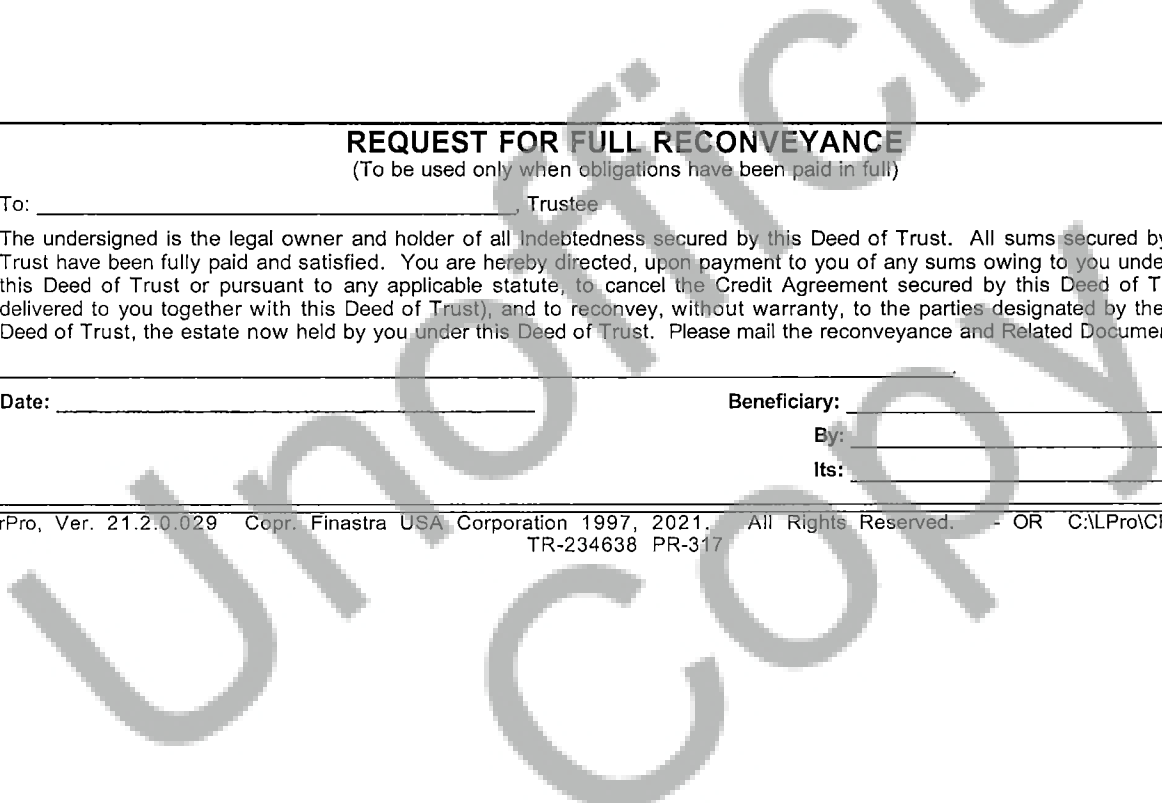 REQUEST FOR FULL RECONVEYANCE
(To be used only when obligations have been paid in full)
To: , Trustee
The undersigned is the legal owner and holder of all Indebtedness secured by this Deed of Trust. All sums secured by
Trust have been fully paid and satisfied. You are hereby directed, upon payment to you of any sums owing to you unde
this Deed of Trust or pursuant to any applicable statute, to cancel the Credit Agreement secured by this Deed of T
delivered to you together with this Deed of Trust), and to reconvey, without warranty, to the parties designated by the
Deed of Trust, the estate now held by you under this Deed of Trust. Please mail the reconveyance and Related Documen
Date: Beneficiary:
By:
Its:
rPro, Ver. 21.2.0.029 Copr. Finastra USA Corporation 1997, 2021. All Rights Reserved. - OR C:\LPro\CF
TR-234638 PR-317
Unofficial
Copy